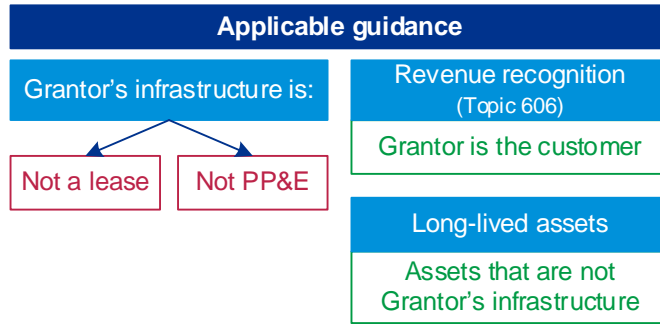 Applicable guidance
Grantor's infrastructure is:
Not a lease
Not PP&E
Revenue recognition
(Topic 606)
Grantor is the customer
Long-lived assets
Assets that are not
Grantor's infrastructure